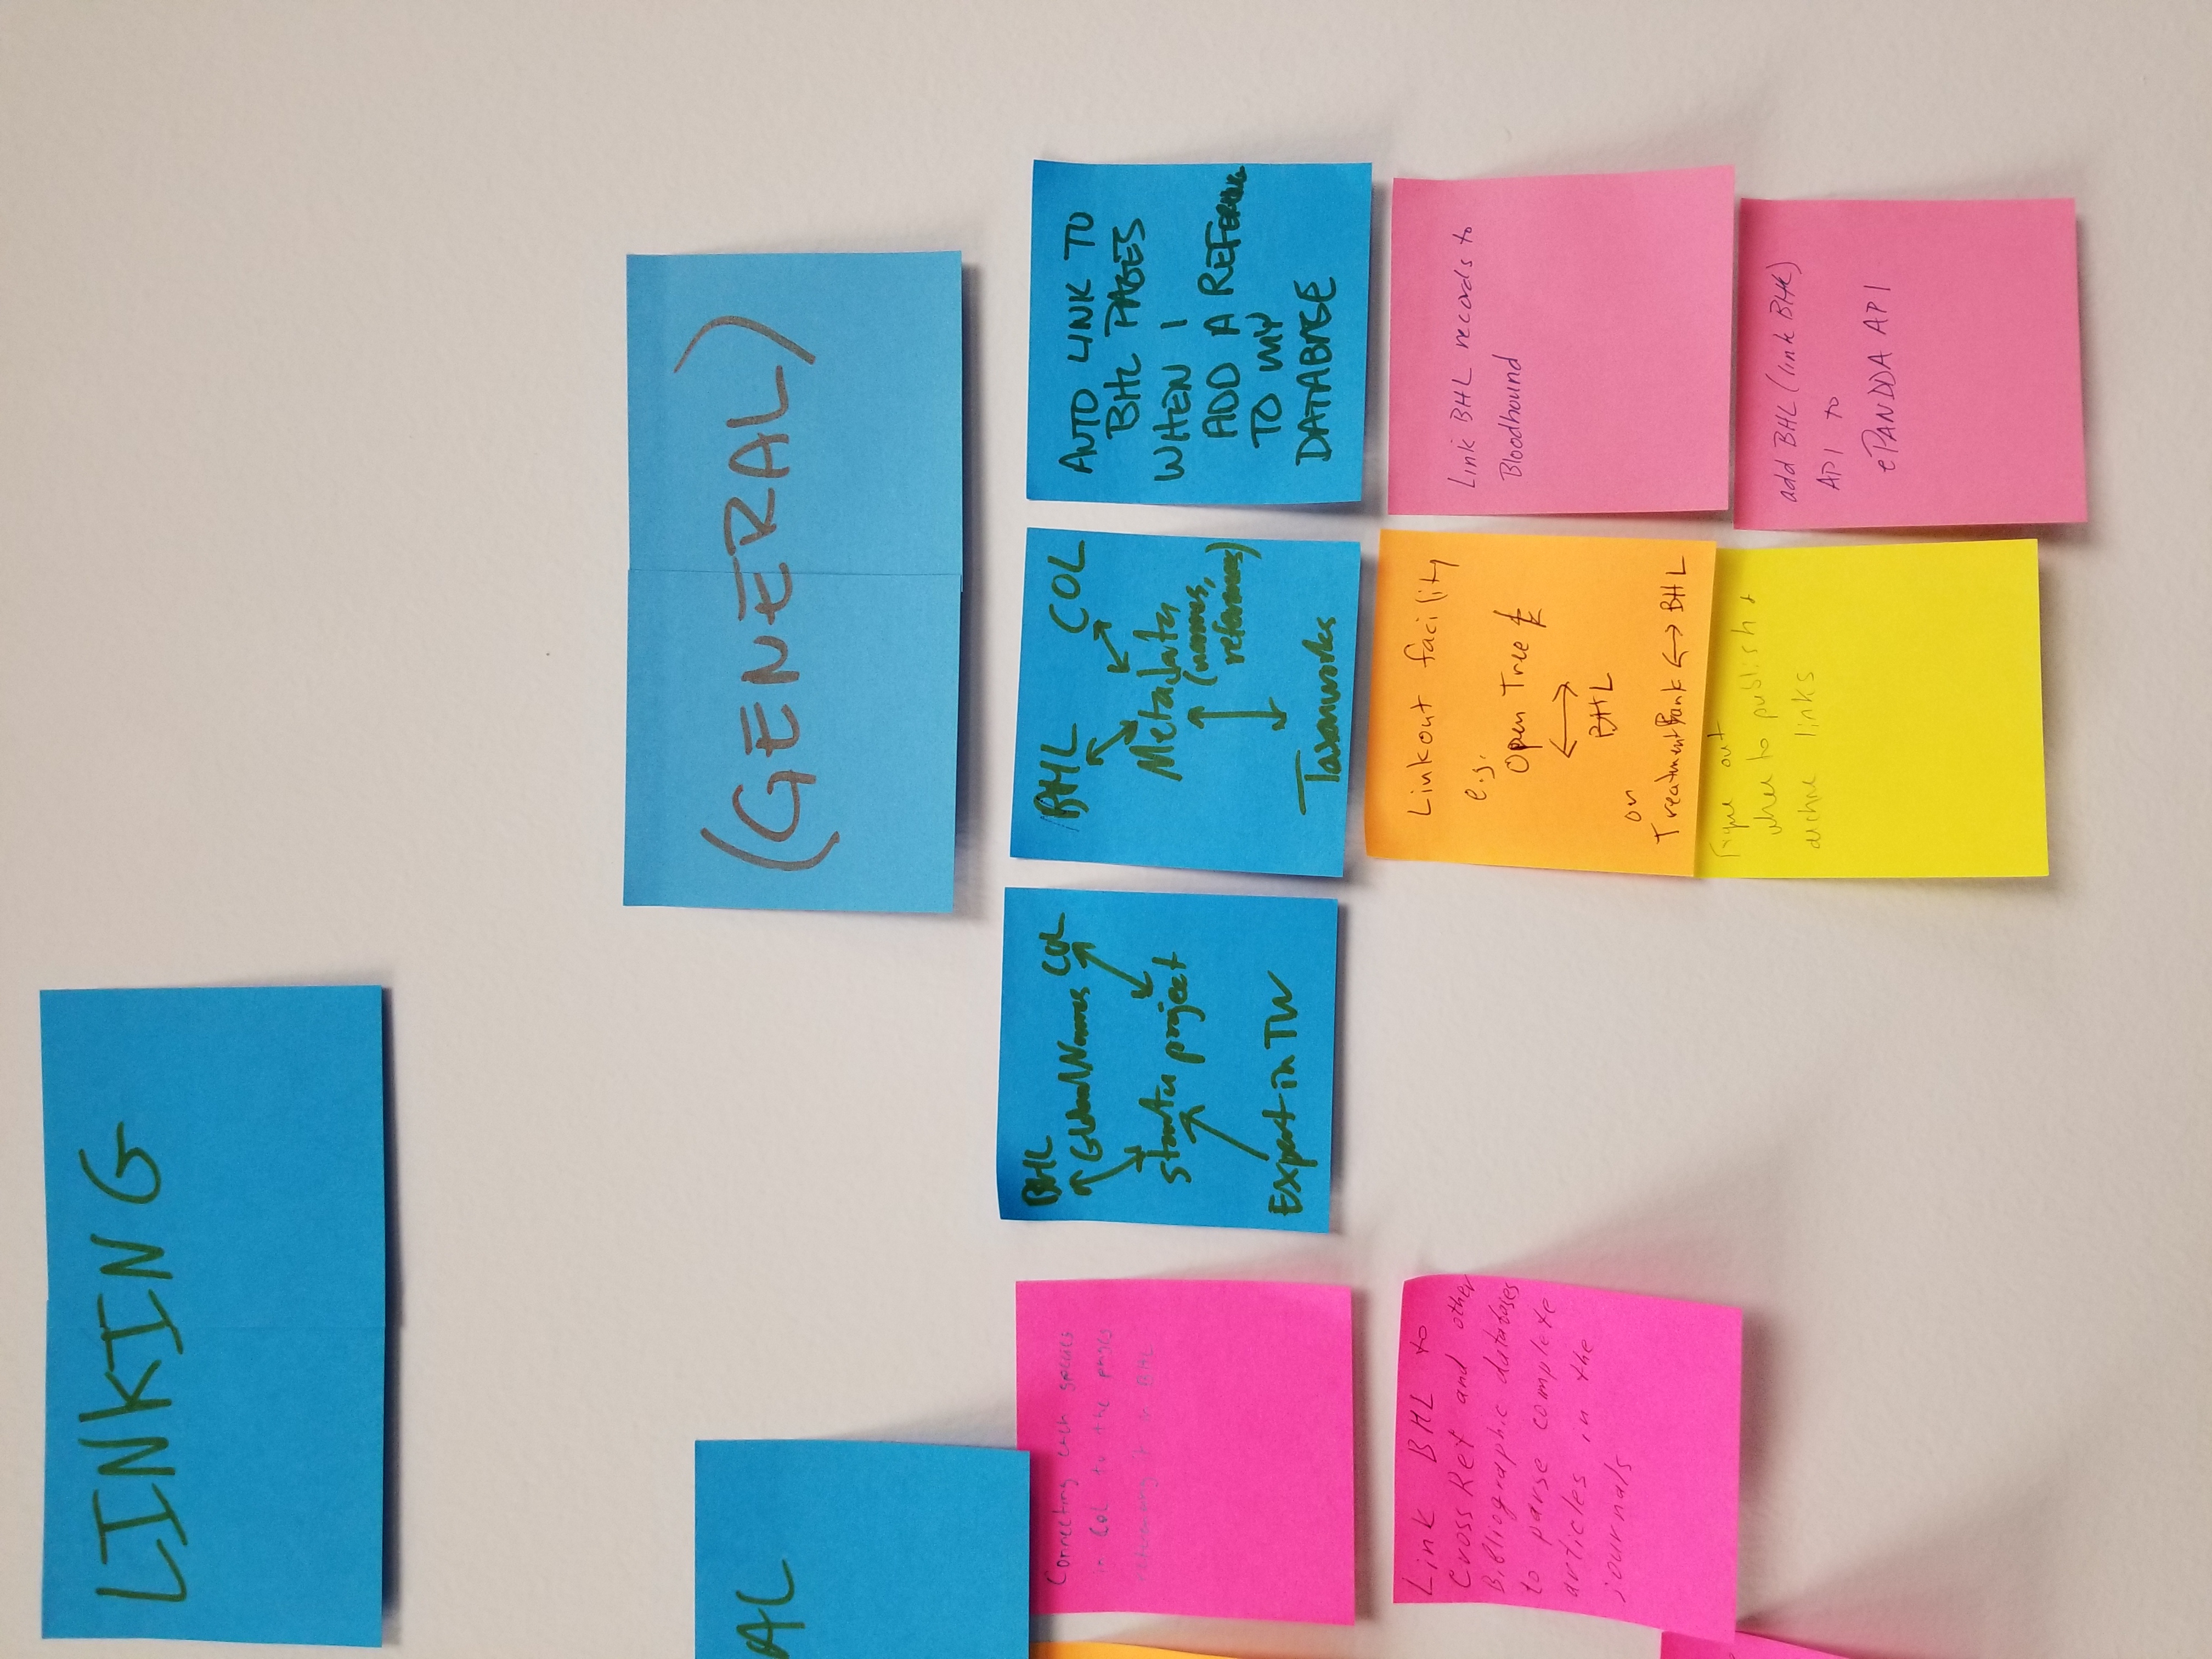 LINKING
AL
(GENERAL)
Connecting each species
in CoL to the pages
referencing it in BHL
Link BHL to
CrossRef and other
Bibliographic databases
to parse complete
articles in the
journals
BHL
GlobalNames COL
starter project
Expert in TW
BHL COL
Metadata
(names,
references)
Taxonworks
AUTO LINK TO
BHL PAGES
WHEN I
ADD A REFERENCE
TO MY
DATABASE
Linkout facility
e.g.
Open Tree
↔
BHL
or
TreatmentBank ↔ BHL
Link BHL records to
Bloodhound
Figure out
where to publish +
archive links
add BHL (link BHL)
API to
ePANDDA API